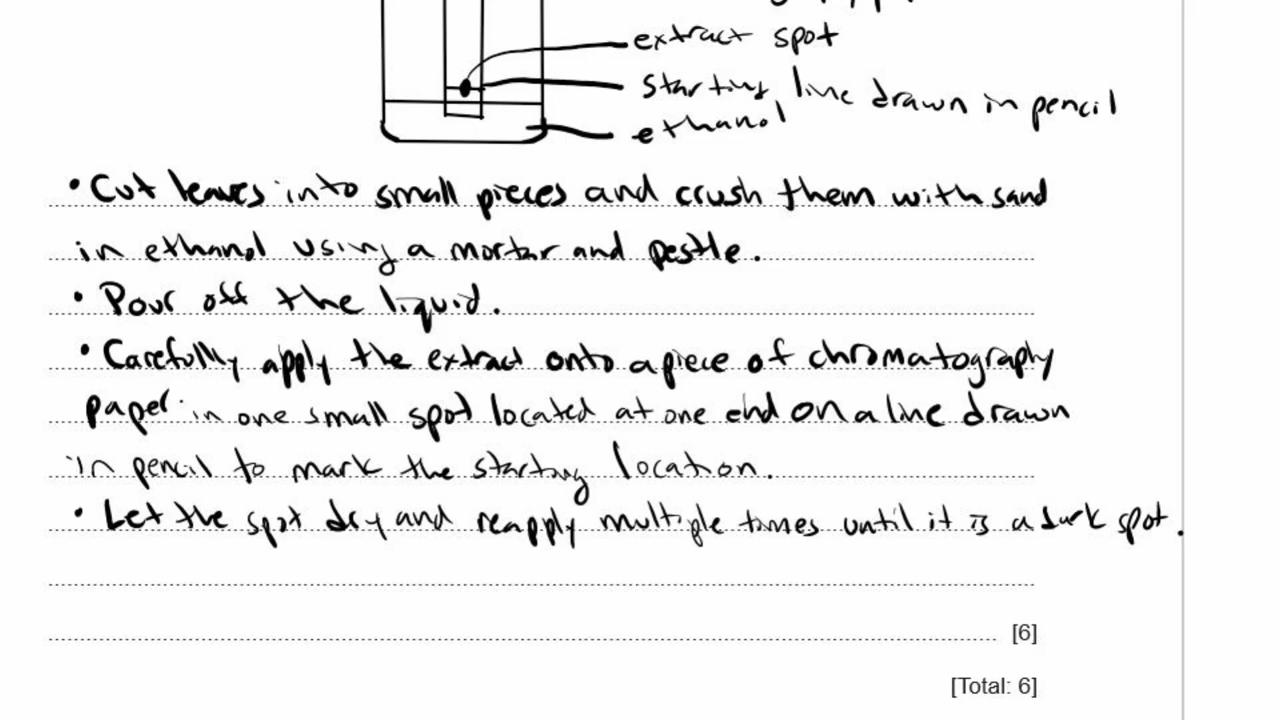 extract spot
starting line drawn in pencil
ethanol
• Cut leaves into small pieces and crush them with sand
in ethanol using a mortar and pestle.
• Pour off the liquid.
• Carefully apply the extract onto a piece of chromatography
paper in one small spot located at one end on a line drawn
in pencil to mark the starting location.
• Let the spot dry and reapply multiple times until it is a dark spot.
[6]
[Total: 6]